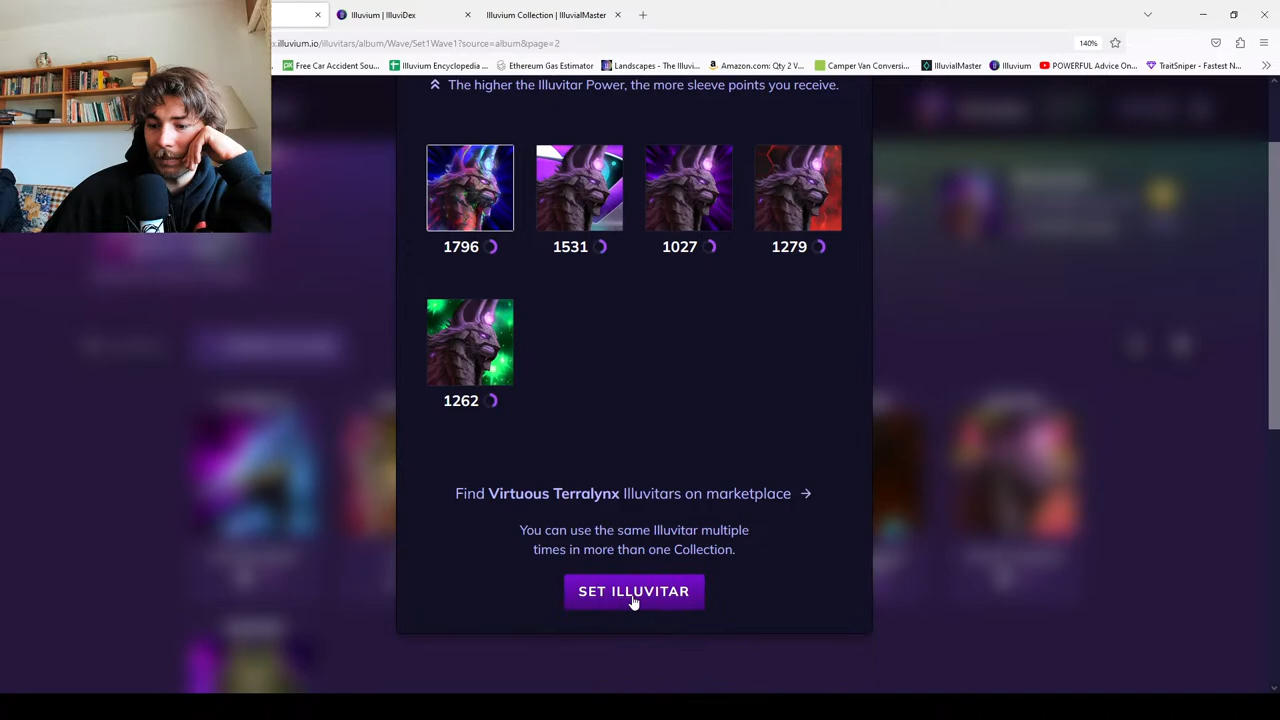 Illuvium | IlluviDex
Illuvium Collection | IlluvialMaster
x.illuvium.io/illuvitars/album/Wave/Set1Wave1?source=album&page=2
140%
Free Car Accident Sou...
Illuvium Encyclopedia ...
Ethereum Gas Estimator
Landscapes - The Illuvi...
Amazon.com: Qty 2 V...
Camper Van Conversi...
IlluvialMaster
Illuvium
POWERFUL Advice On...
TraitSniper - Fastest N...
The higher the Illuvitar Power, the more sleeve points you receive.
1796
1531
1027
1279
1262
Find Virtuous Terralynx Illuvitars on marketplace →
You can use the same Illuvitar multiple
times in more than one Collection.
SET ILLUVITAR